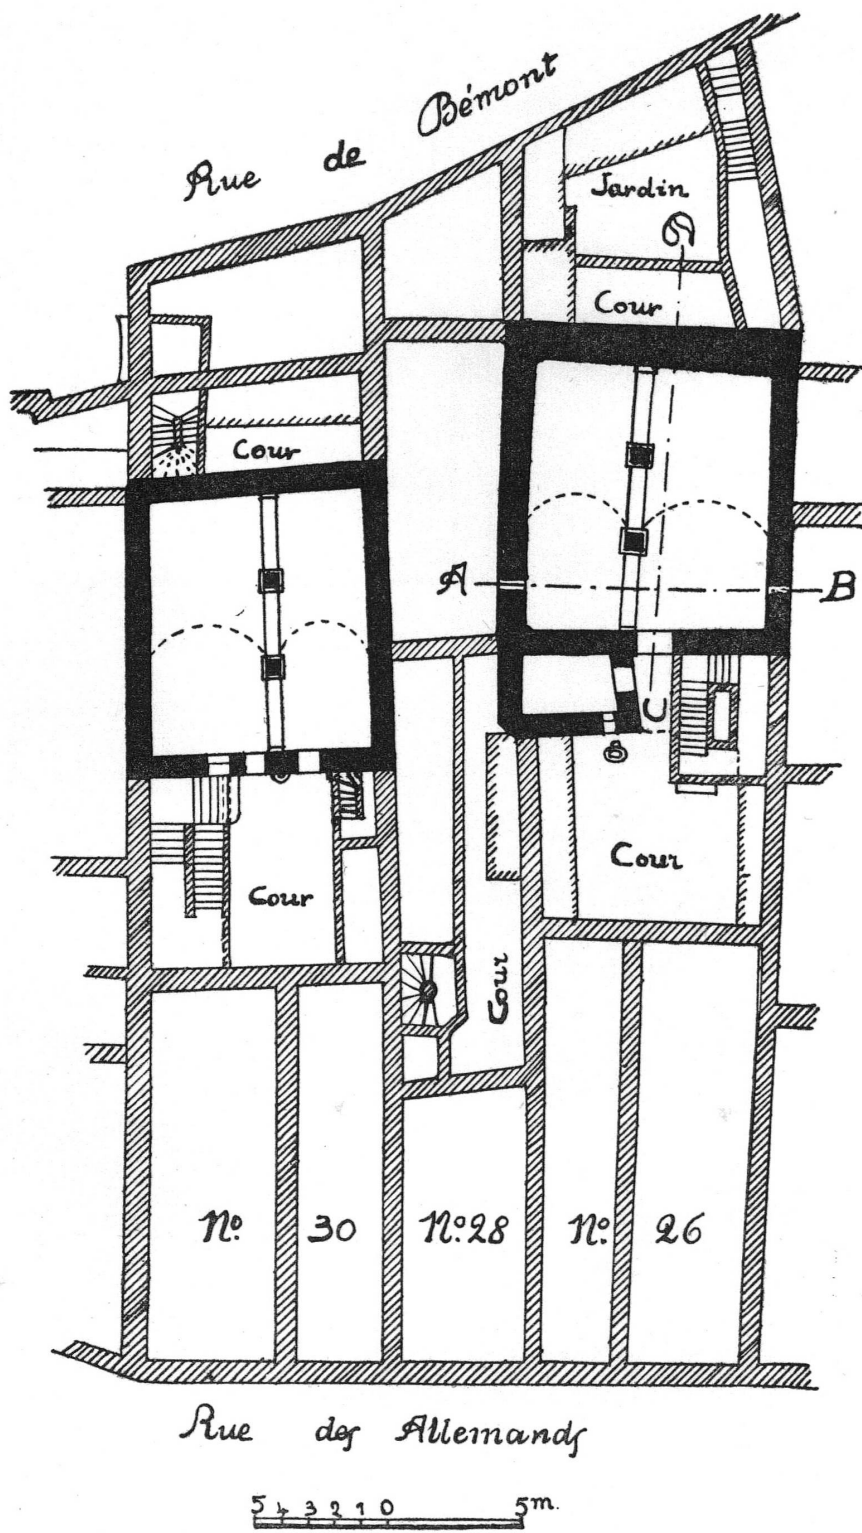 Rue de Bémont
Jardin
D
Cour
Cour
A B
C
Cour
Cour
Cour
No. 30 No. 28 No. 26
Rue des Allemands
5 4 3 2 1 0 5m.